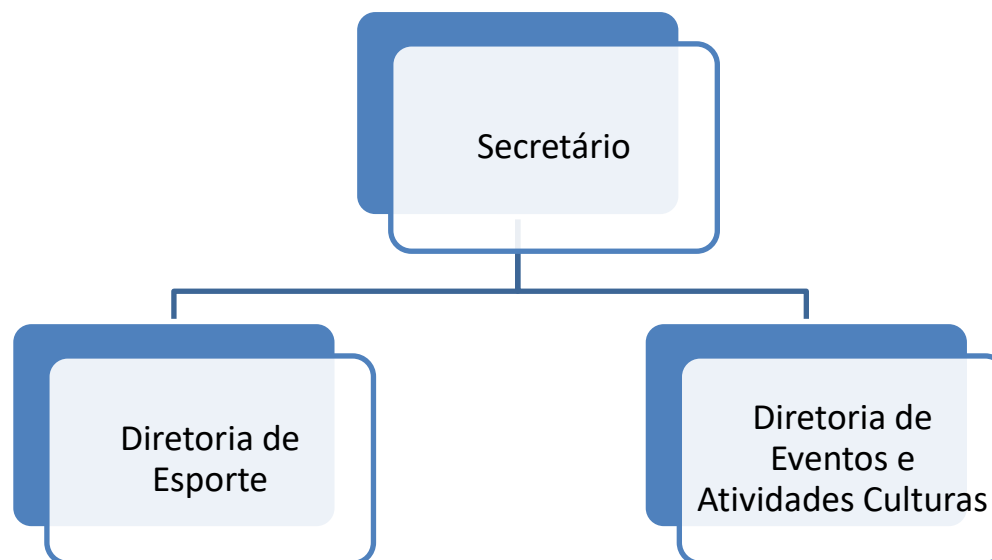 Secretário
Diretoria de
Esporte
Diretoria de
Eventos e
Atividades Culturas